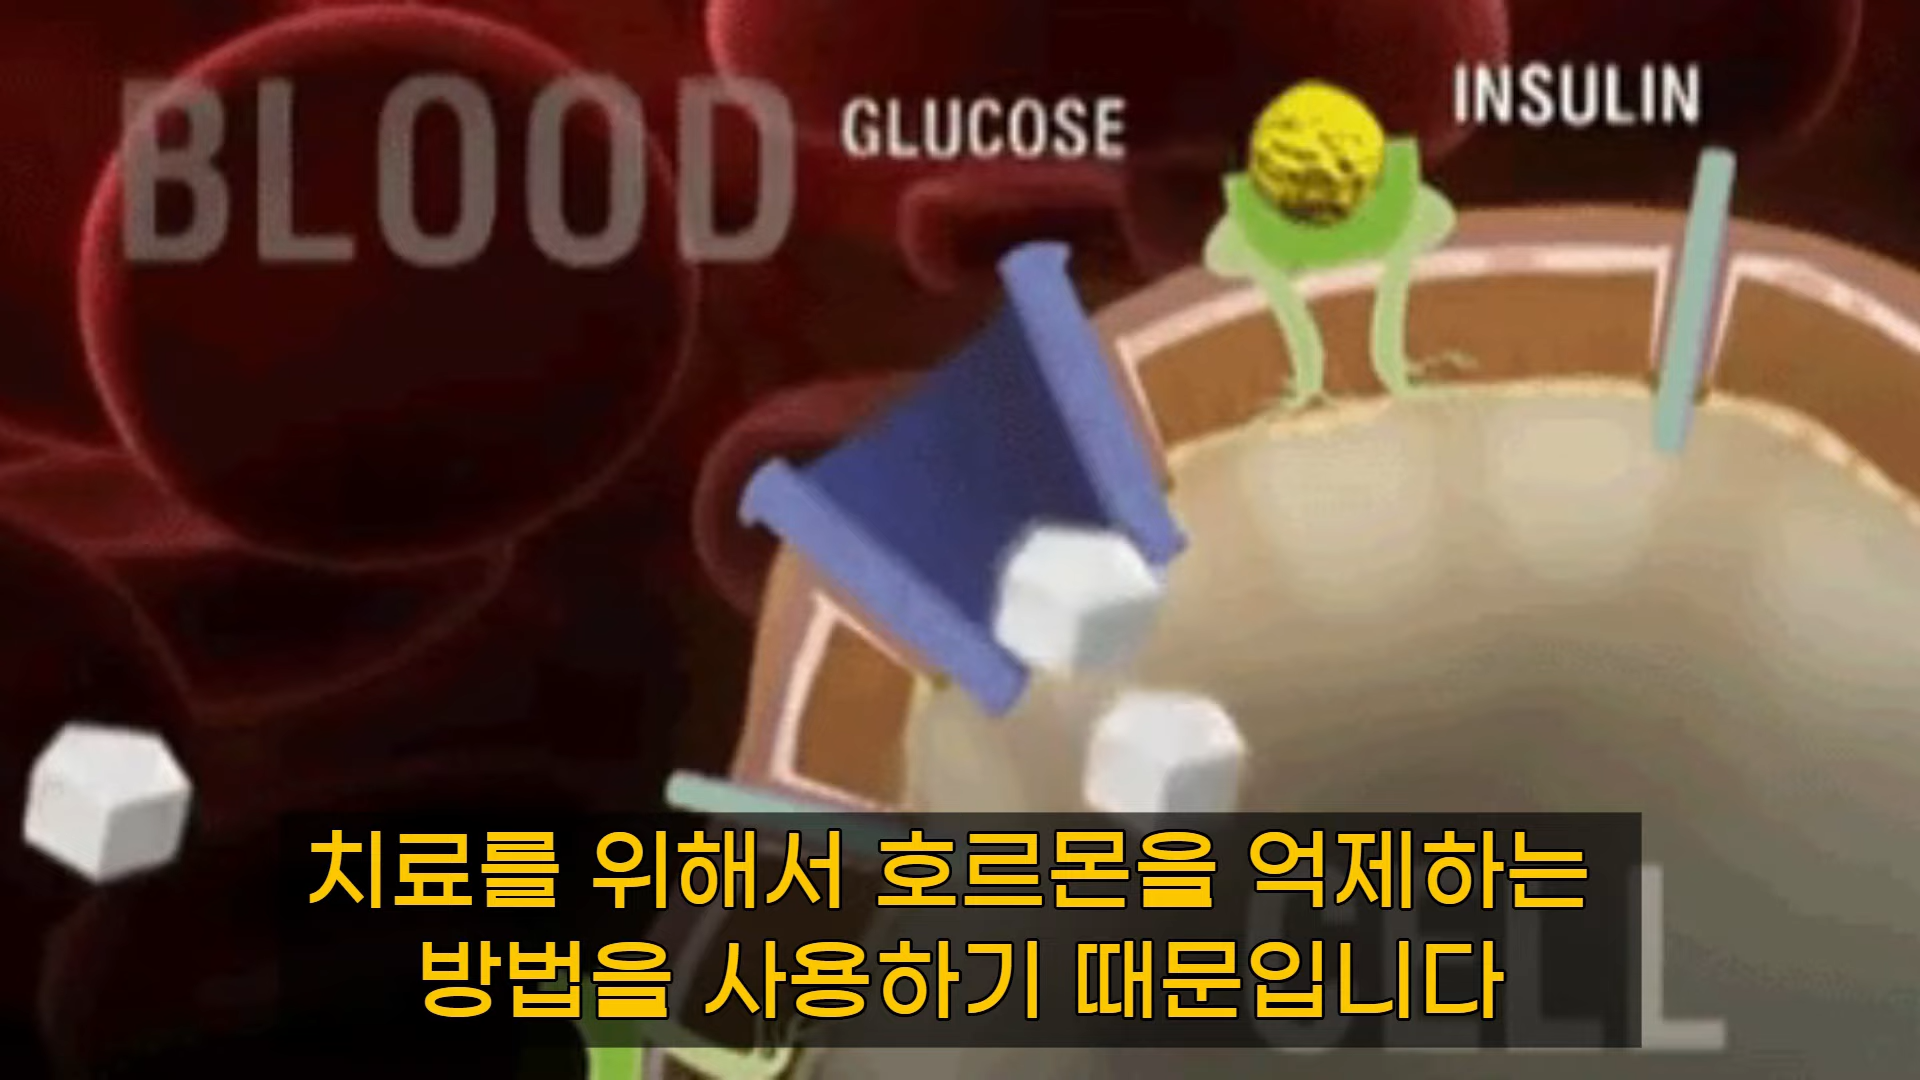 BLOOD
GLUCOSE
INSULIN
치료를 위해서 호르몬을 억제하는
방법을 사용하기 때문입니다
CELL